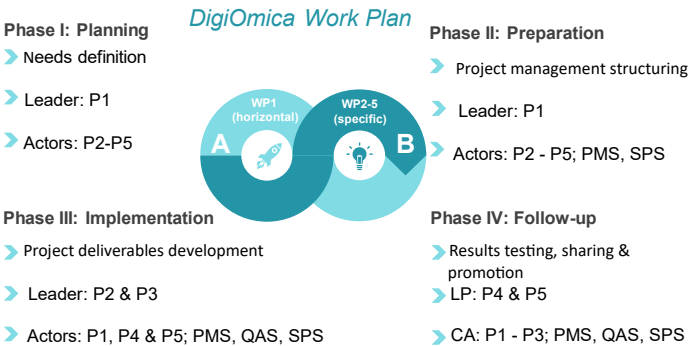 DigiOmica Work Plan
Phase I: Planning
Needs definition
Leader: P1
Actors: P2-P5
Phase II: Preparation
Project management structuring
Leader: P1
Actors: P2 - P5; PMS, SPS
WP1
(horizontal)
A
WP2-5
(specific)
B
Phase III: Implementation
Project deliverables development
Leader: P2 & P3
Actors: P1, P4 & P5; PMS, QAS, SPS
Phase IV: Follow-up
Results testing, sharing &
promotion
LP: P4 & P5
CA: P1 - P3; PMS, QAS, SPS